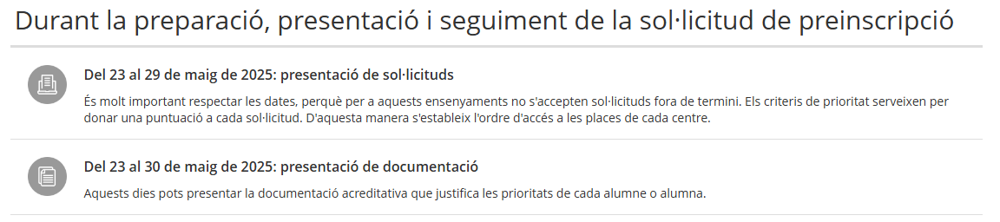 Durant la preparació, presentació i seguiment de la sol·licitud de preinscripció
Del 23 al 29 de maig de 2025: presentació de sol·licituds
És molt important respectar les dates, perquè per a aquests ensenyaments no s'accepten sol·licituds fora de termini. Els criteris de prioritat serveixen per
donar una puntuació a cada sol·licitud. D'aquesta manera s'estableix l'ordre d'accés a les places de cada centre.
Del 23 al 30 de maig de 2025: presentació de documentació
Aquests dies pots presentar la documentació acreditativa que justifica les prioritats de cada alumne o alumna.